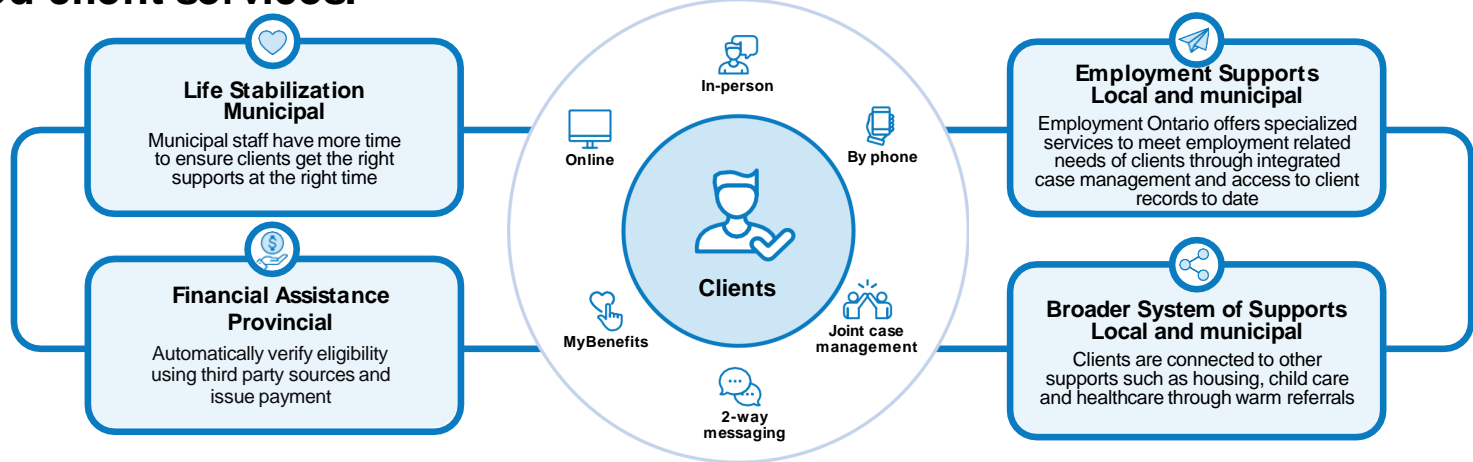 client services.
Life Stabilization
Municipal
Municipal staff have more time
to ensure clients get the right
supports at the right time
Financial Assistance
Provincial
Automatically verify eligibility
using third party sources and
issue payment
In-person
Online
By phone
Clients
MyBenefits
Joint case
management
2-way
messaging
Employment Supports
Local and municipal
Employment Ontario offers specialized
services to meet employment related
needs of clients through integrated
case management and access to client
records to date
Broader System of Supports
Local and municipal
Clients are connected to other
supports such as housing, child care
and healthcare through warm referrals